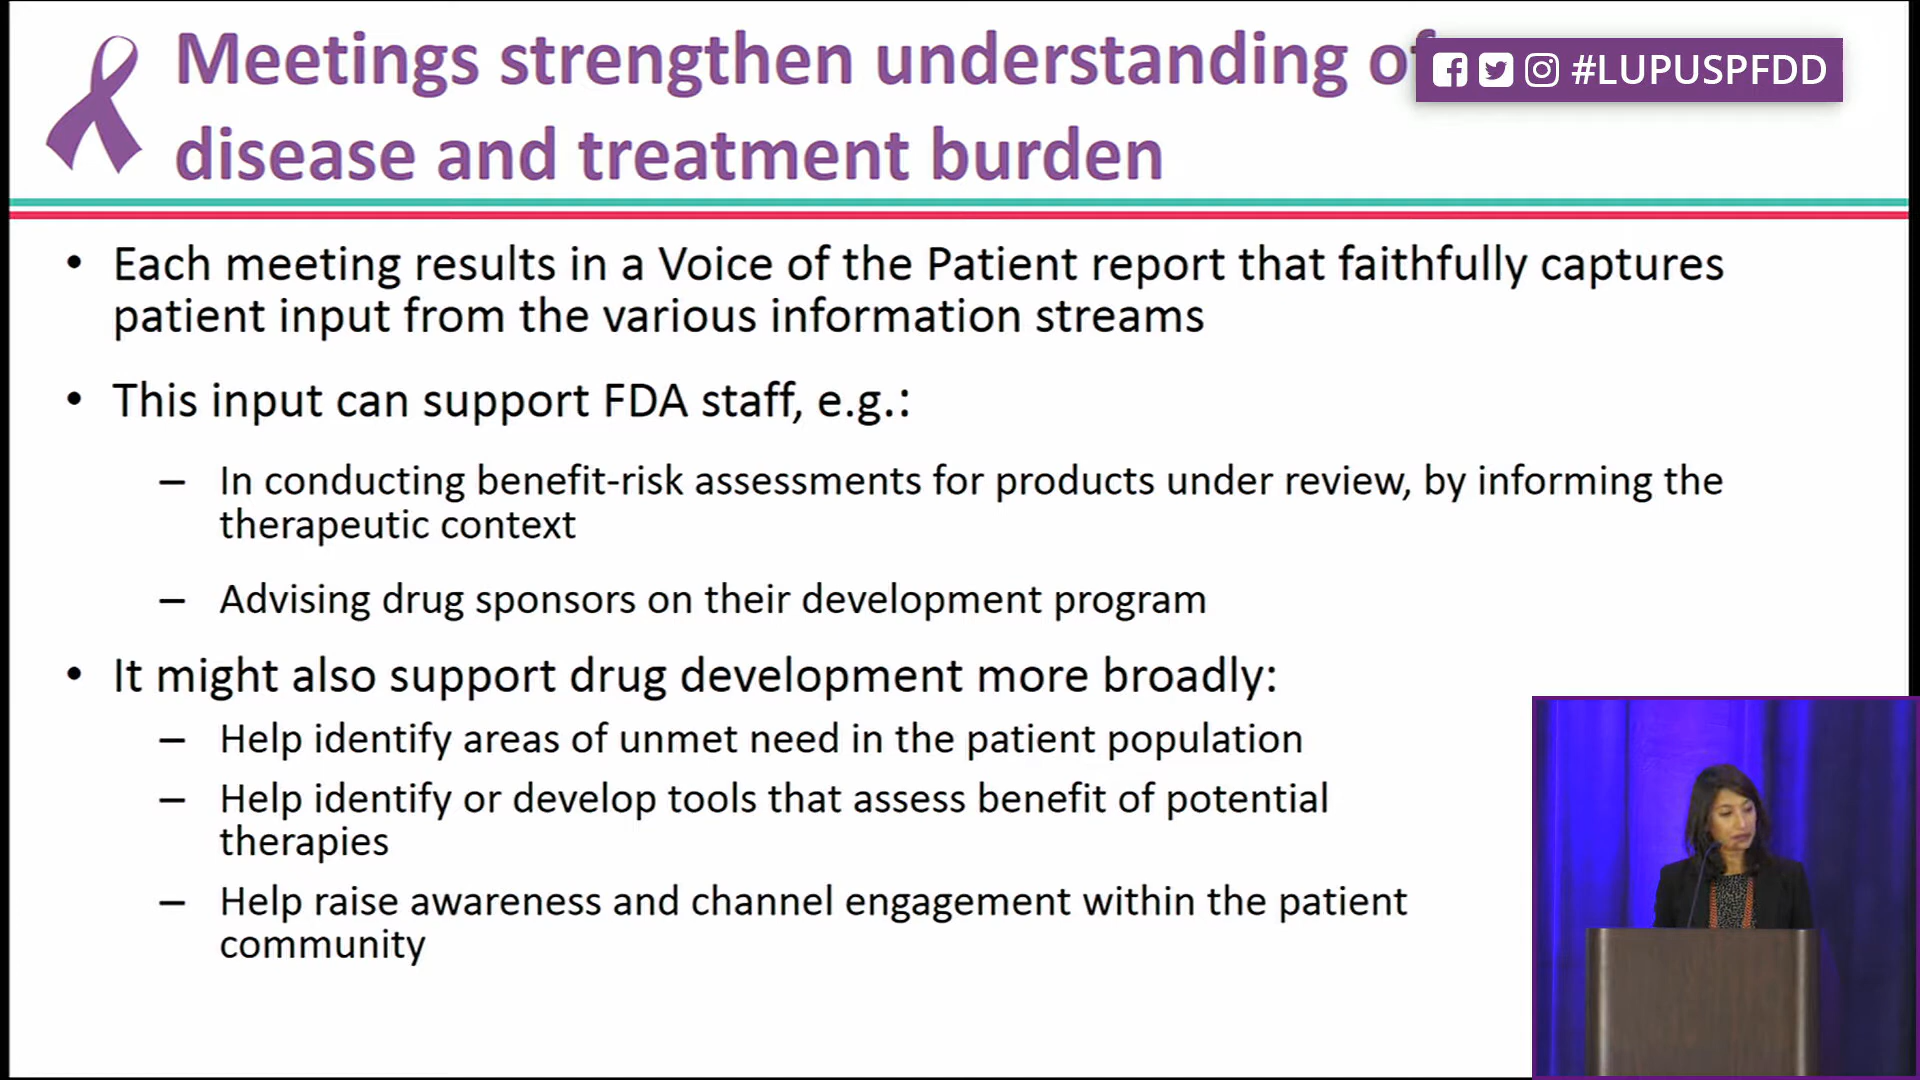 Meetings strengthen understanding of
#LUPUSPFDD
disease and treatment burden
• Each meeting results in a Voice of the Patient report that faithfully captures
patient input from the various information streams
• This input can support FDA staff, e.g.:
– In conducting benefit-risk assessments for products under review, by informing the
therapeutic context
– Advising drug sponsors on their development program
• It might also support drug development more broadly:
– Help identify areas of unmet need in the patient population
– Help identify or develop tools that assess benefit of potential
therapies
– Help raise awareness and channel engagement within the patient
community